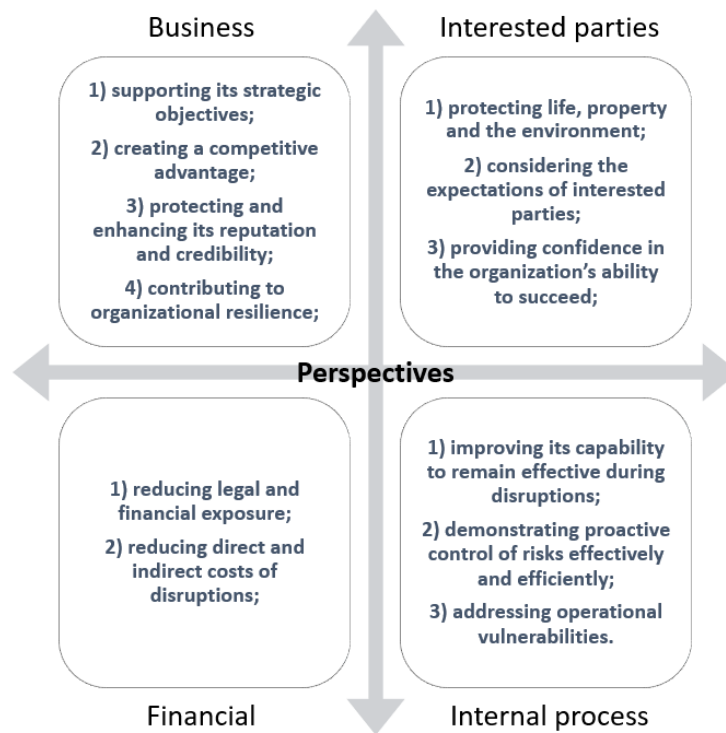 Business
1) supporting its strategic
objectives;
2) creating a competitive
advantage;
3) protecting and
enhancing its reputation
and credibility;
4) contributing to
organizational resilience;
Interested parties
1) protecting life, property
and the environment;
2) considering the
expectations of interested
parties;
3) providing confidence in
the organization’s ability
to succeed;
Perspectives
1) reducing legal and
financial exposure;
2) reducing direct and
indirect costs of
disruptions;
Financial
1) improving its capability
to remain effective during
disruptions;
2) demonstrating proactive
control of risks effectively
and efficiently;
3) addressing operational
vulnerabilities.
Internal process